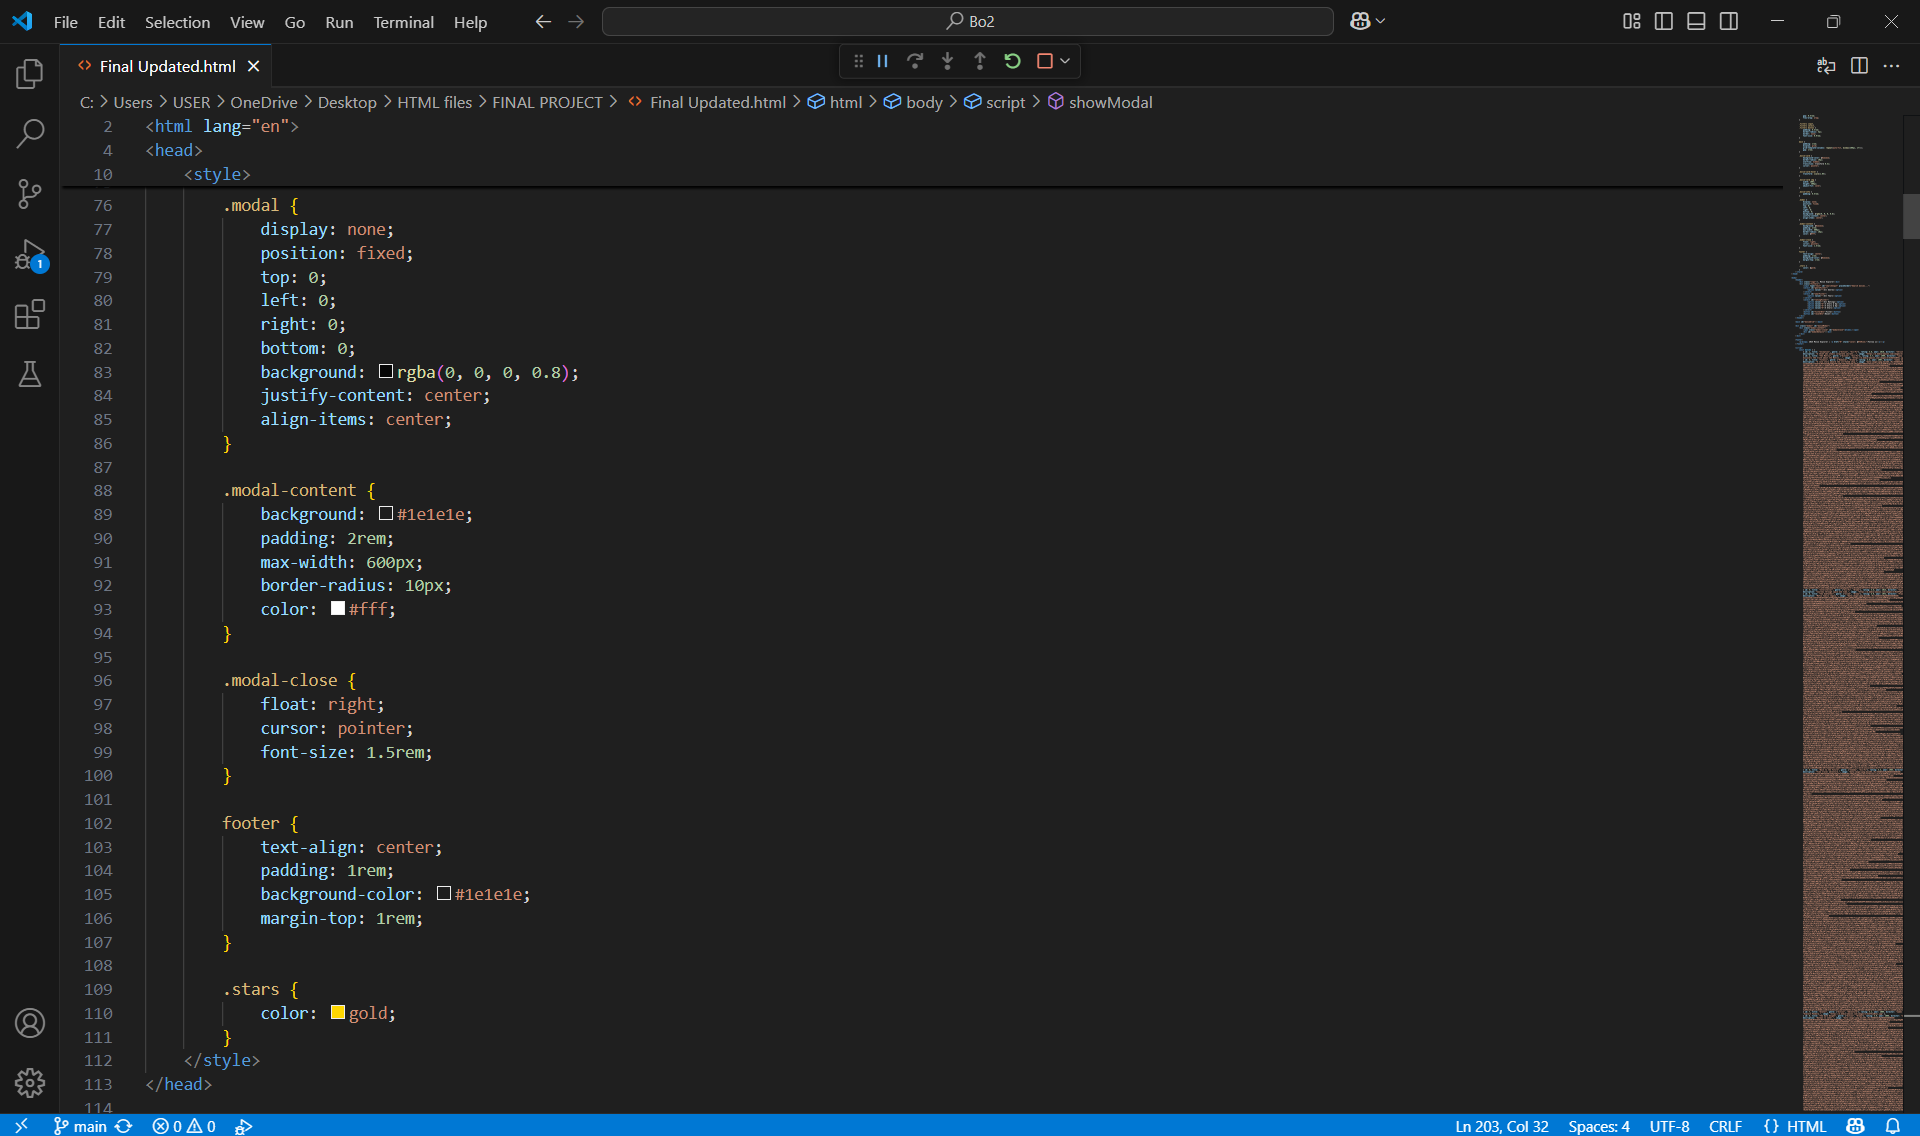 File Edit Selection View Go Run Terminal Help
Bo2
Final Updated.html
C: > Users > USER > OneDrive > Desktop > HTML files > FINAL PROJECT > Final Updated.html > html > body > script > showModal
2 <html lang="en">
4 <head>
10 <style>
76 .modal {
77 display: none;
78 position: fixed;
79 top: 0;
80 left: 0;
81 right: 0;
82 bottom: 0;
83 background: rgba(0, 0, 0, 0.8);
84 justify-content: center;
85 align-items: center;
86 }
87
88 .modal-content {
89 background: #1e1e1e;
90 padding: 2rem;
91 max-width: 600px;
92 border-radius: 10px;
93 color: #fff;
94 }
95
96 .modal-close {
97 float: right;
98 cursor: pointer;
99 font-size: 1.5rem;
100 }
101
102 footer {
103 text-align: center;
104 padding: 1rem;
105 background-color: #1e1e1e;
106 margin-top: 1rem;
107 }
108
109 .stars {
110 color: gold;
111 }
112 </style>
113 </head>
114
1
main 0 0 Ln 203, Col 32 Spaces: 4 UTF-8 CRLF {} HTML